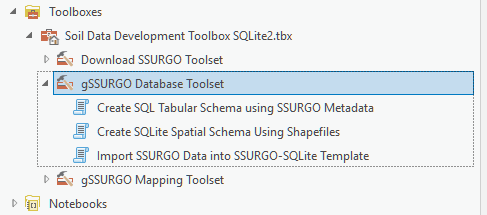 Toolboxes
Soil Data Development Toolbox SQLite2.tbx
Download SSURGO Toolset
gSSURGO Database Toolset
Create SQL Tabular Schema using SSURGO Metadata
Create SQLite Spatial Schema Using Shapefiles
Import SSURGO Data into SSURGO-SQLite Template
gSSURGO Mapping Toolset
Notebooks